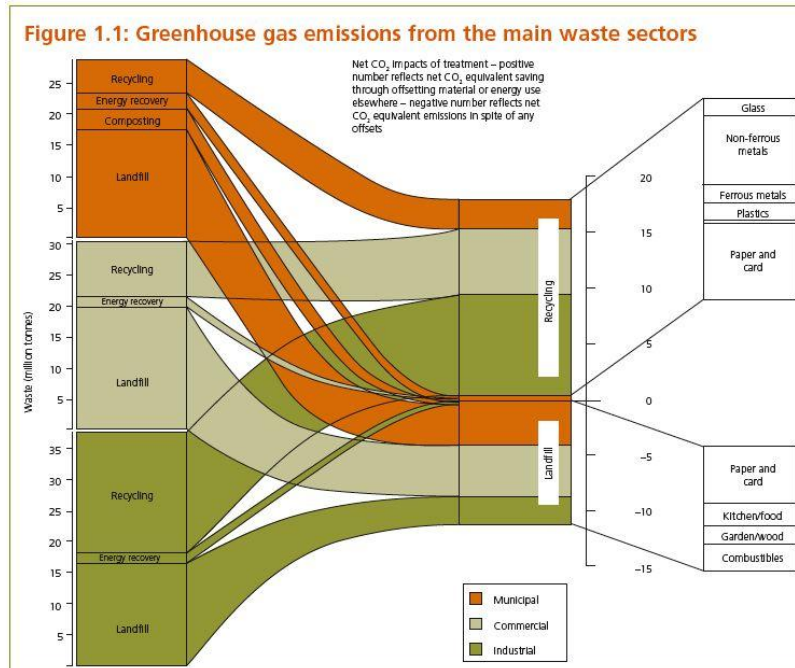 Figure 1.1: Greenhouse gas emissions from the main waste sectors
Net CO₂ impacts of treatment – positive
number reflects net CO₂ equivalent saving
through offsetting material or energy use
elsewhere – negative number reflects net
CO₂ equivalent emissions in spite of any
offsets
Waste (million tonnes)
25
20
15
10
5
Recycling
Energy recovery
Composting
Landfill
30
25
20
15
10
5
Recycling
Energy recovery
Landfill
35
30
25
20
15
10
5
Recycling
Energy recovery
Landfill
Recycling
Landfill
20
15
10
5
0
–5
–10
–15
Glass
Non-ferrous
metals
Ferrous metals
Plastics
Paper and
card
Paper and
card
Kitchen/food
Garden/wood
Combustibles
Municipal
Commercial
Industrial